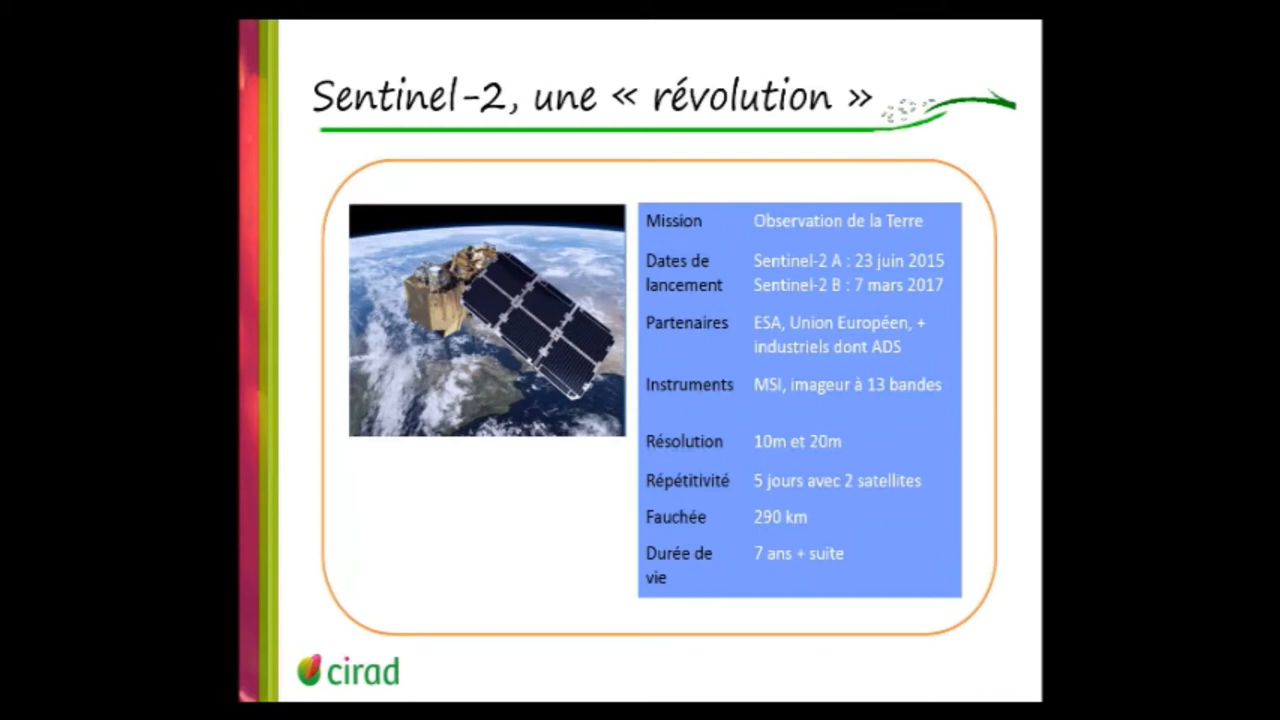 Sentinel-2, une « révolution »
Mission Observation de la Terre
Dates de lancement Sentinel-2 A : 23 juin 2015
Sentinel-2 B : 7 mars 2017
Partenaires ESA, Union Européen, +
industriels dont ADS
Instruments MSI, imageur à 13 bandes
Résolution 10m et 20m
Répétitivité 5 jours avec 2 satellites
Fauchée 290 km
Durée de vie 7 ans + suite
cirad